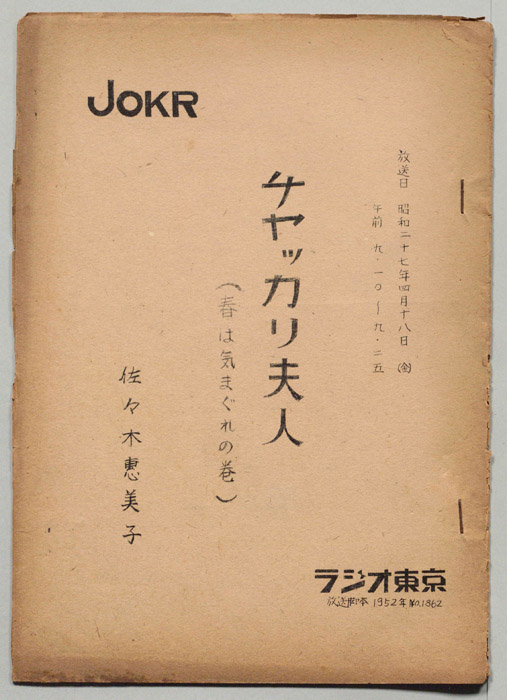 JOKR
放送日 昭和二十七年四月十八日(金)
午前 九・一〇～九・二五
チャッカリ夫人
(春は気まぐれの巻)
佐々木恵美子
ラジオ東京
放送脚本 1952年 No.1862